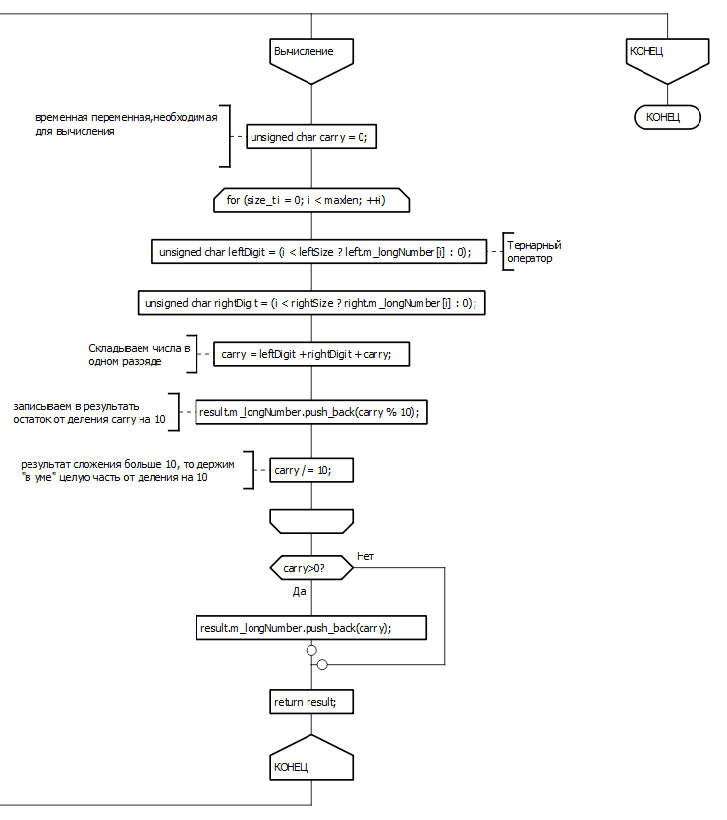 Вычисление
КОНЕЦ
КОНЕЦ
временная переменная,необходимая
для вычисления
unsigned char carry = 0;
for (size_t i = 0; i < maxlen; ++i)
unsigned char leftDigit = (i < leftSize ? left.m_longNumber[i] : 0);
Тернарный
оператор
unsigned char rightDigit = (i < rightSize ? right.m_longNumber[i] : 0);
Складываем числа в
одном разряде
carry = leftDigit + rightDigit + carry;
записываем в результать
остаток от деления carry на 10
result.m_longNumber.push_back(carry % 10);
результат сложения больше 10, то держим
"в уме" целую часть от деления на 10
carry /= 10;
carry>0?
Нет
Да
result.m_longNumber.push_back(carry);
return result;
КОНЕЦ